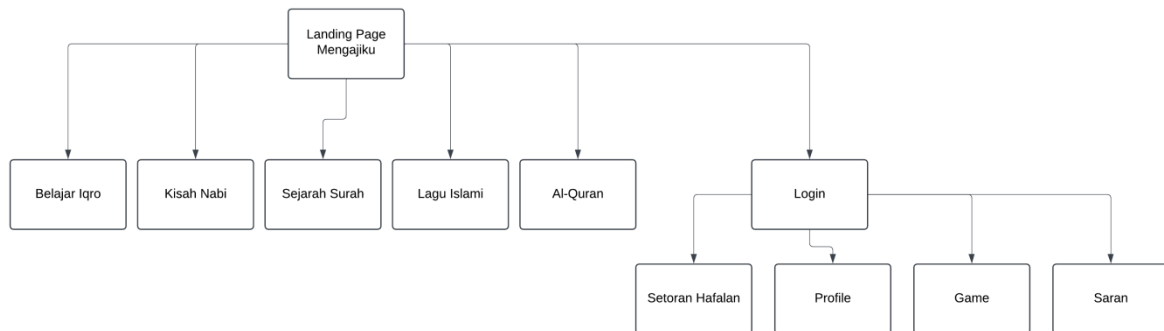 Landing Page
Mengajiku
Belajar Iqro
Kisah Nabi
Sejarah Surah
Lagu Islami
Al-Quran
Login
Setoran Hafalan
Profile
Game
Saran